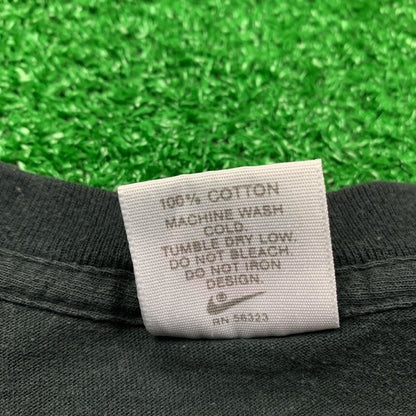 100% COTTON
MACHINE WASH
COLD.
TUMBLE DRY LOW.
DO NOT BLEACH
DO NOT IRON
DESIGN.
RN 56323